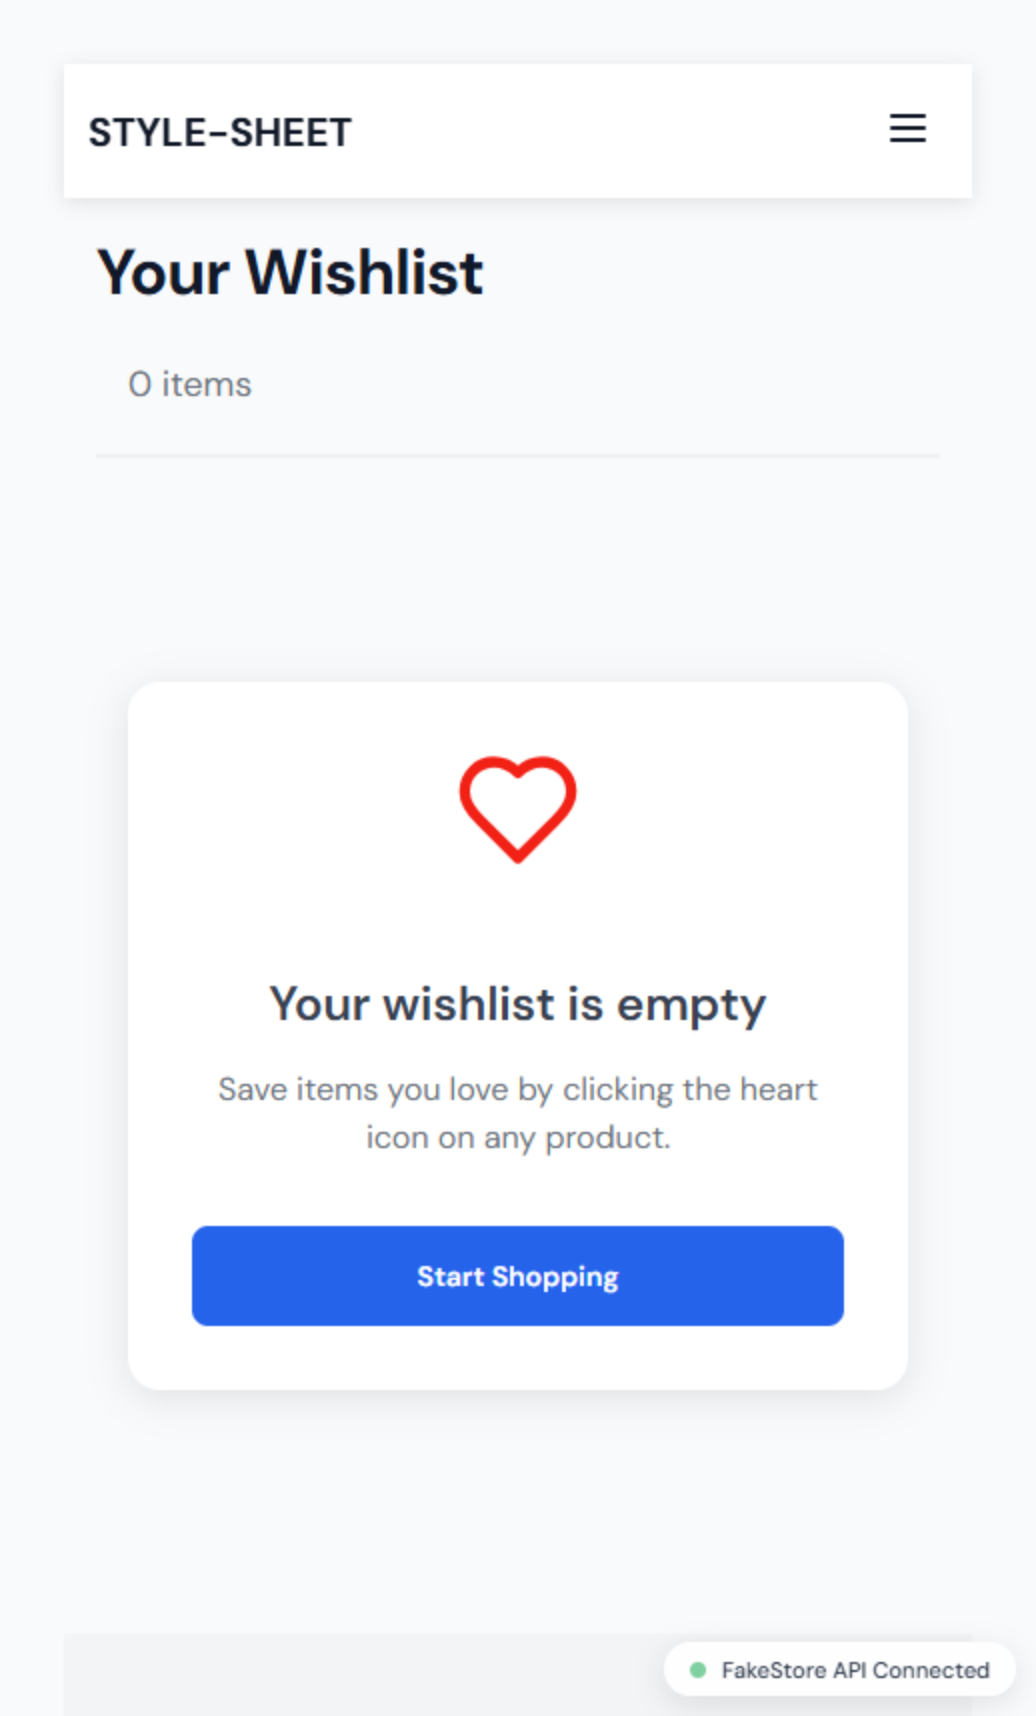 STYLE-SHEET
Your Wishlist
0 items
Your wishlist is empty
Save items you love by clicking the heart
icon on any product.
Start Shopping
FakeStore API Connected